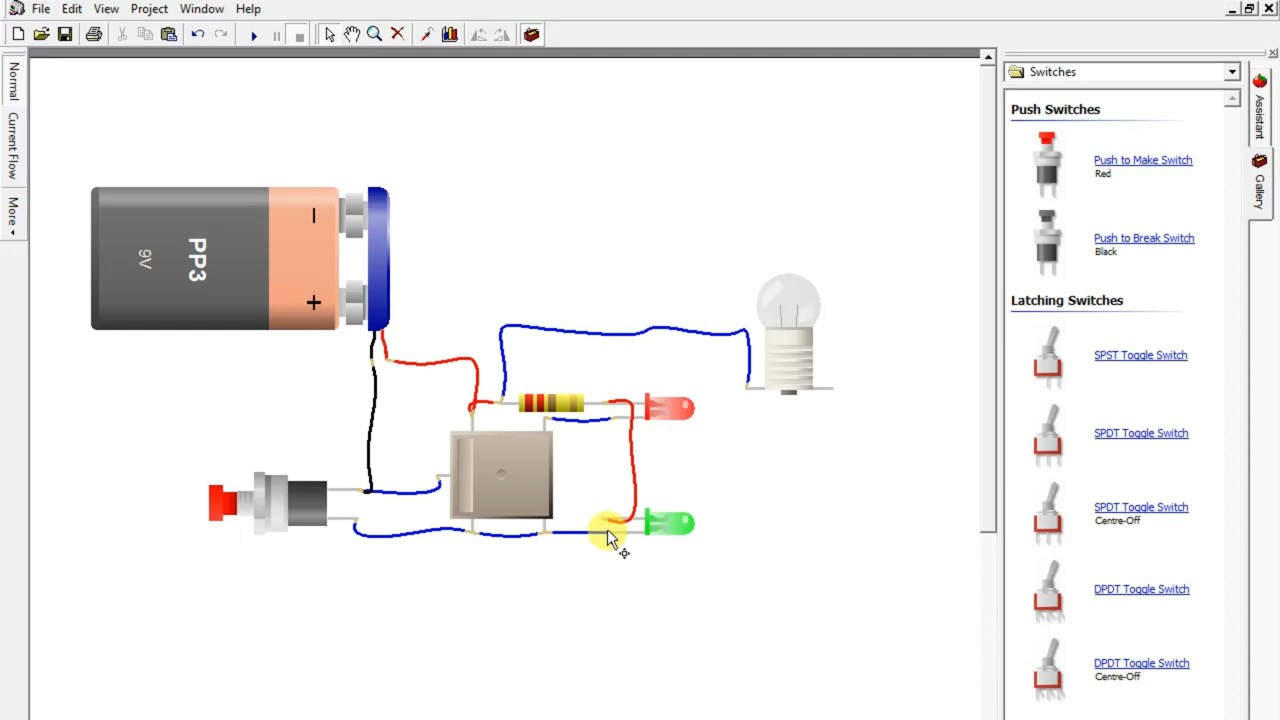 File Edit View Project Window Help
Normal
Current Flow
More
PP3
9V
−
+
Switches
Push Switches
Push to Make Switch
Red
Push to Break Switch
Black
Latching Switches
SPST Toggle Switch
SPDT Toggle Switch
SPDT Toggle Switch
Centre-Off
DPDT Toggle Switch
DPDT Toggle Switch
Centre-Off
Assistant
Gallery